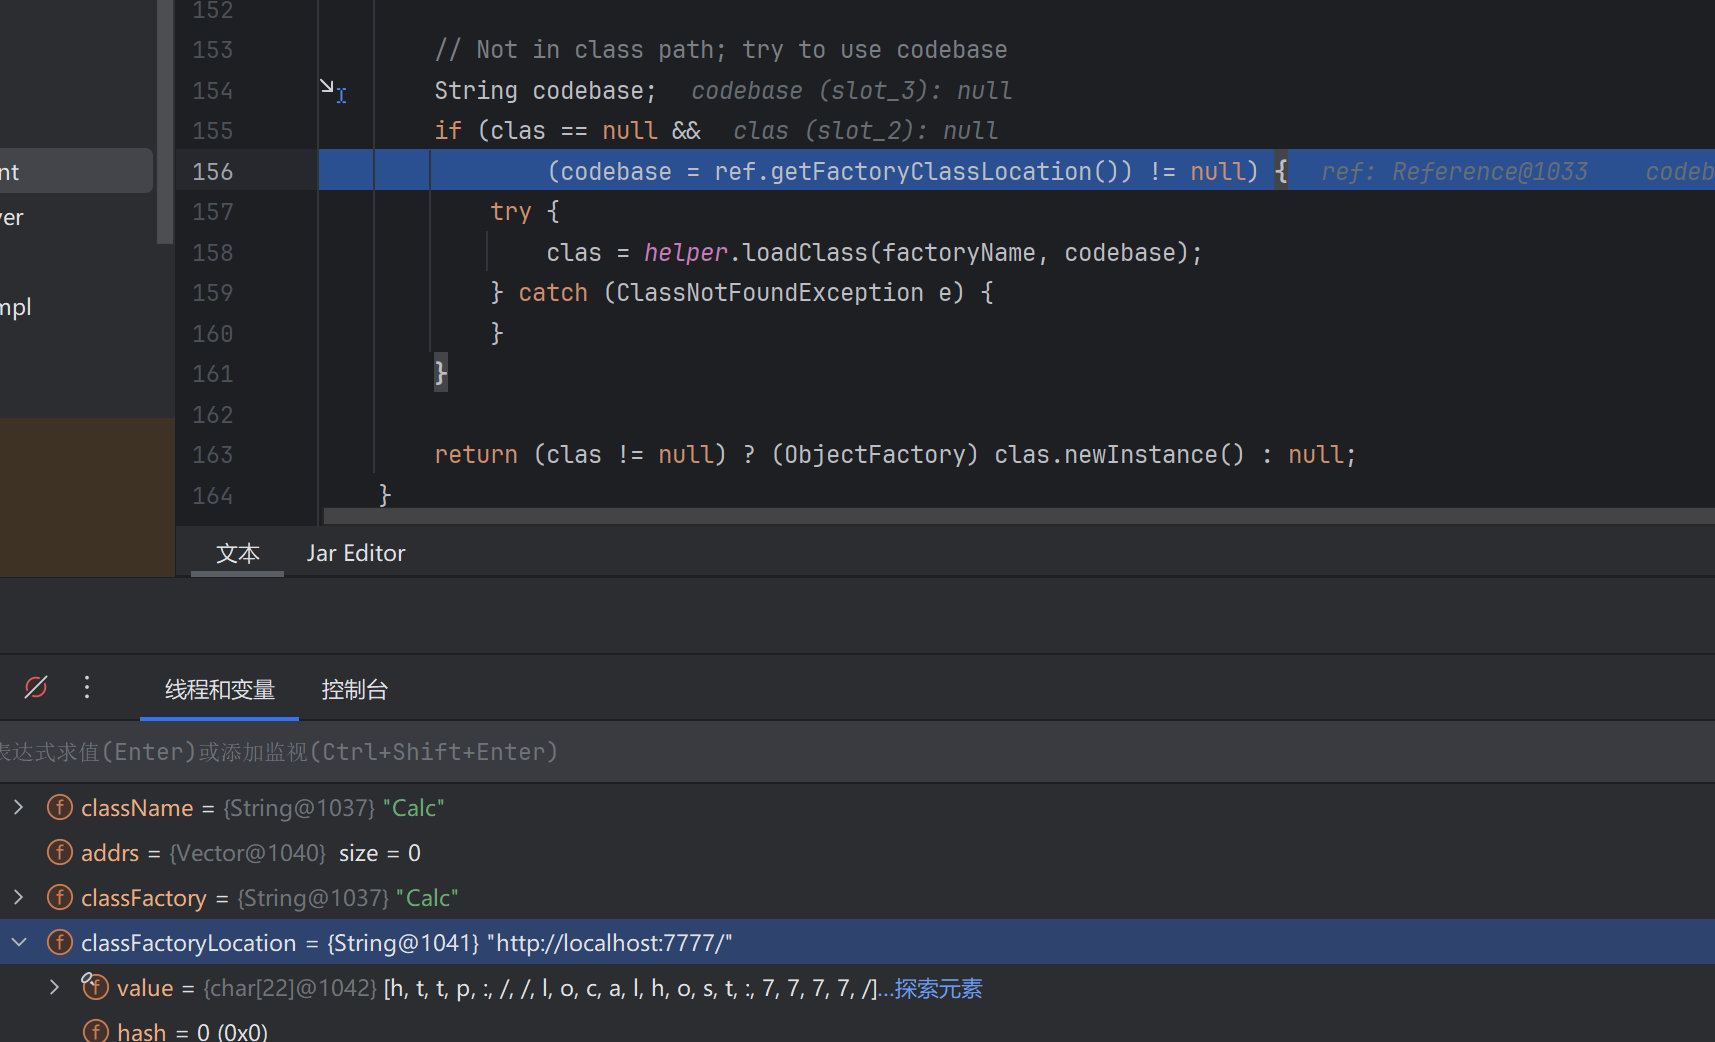 152
153 // Not in class path; try to use codebase
154 String codebase; codebase (slot_3): null
155 if (clas == null && clas (slot_2): null
156 (codebase = ref.getFactoryClassLocation()) != null) { ref: Reference@1033 codeb
157 try {
158 clas = helper.loadClass(factoryName, codebase);
159 } catch (ClassNotFoundException e) {
160 }
161 }
162
163 return (clas != null) ? (ObjectFactory) clas.newInstance() : null;
164 }
nt
ver
mpl
文本 Jar Editor
线程和变量 控制台
表达式求值(Enter)或添加监视(Ctrl+Shift+Enter)
className = {String@1037} "Calc"
addrs = {Vector@1040} size = 0
classFactory = {String@1037} "Calc"
classFactoryLocation = {String@1041} "http://localhost:7777/"
value = {char[22]@1042} [h, t, t, p, :, /, /, l, o, c, a, l, h, o, s, t, :, 7, 7, 7, 7, /]...探索元素
hash = 0 (0x0)